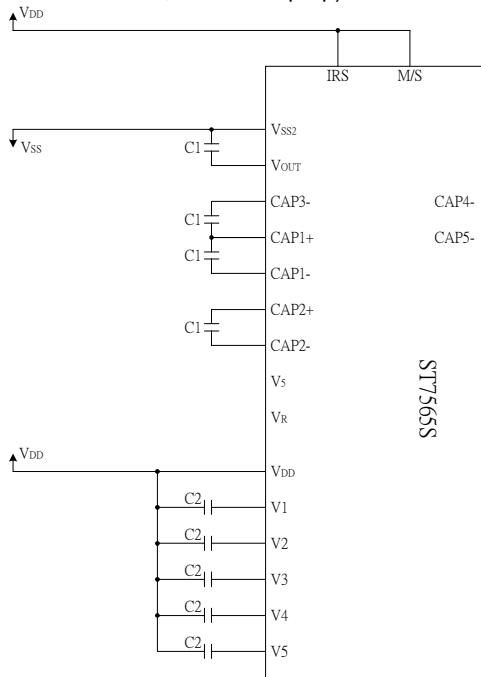 VDD
IRS M/S
VSS
VSS2
C1
VOUT
CAP3- CAP4-
C1
CAP1+ CAP5-
C1
CAP1-
CAP2+
C1
CAP2-
V5
ST7565S
VR
VDD
VDD
C2 V1
C2 V2
C2 V3
C2 V4
C2 V5